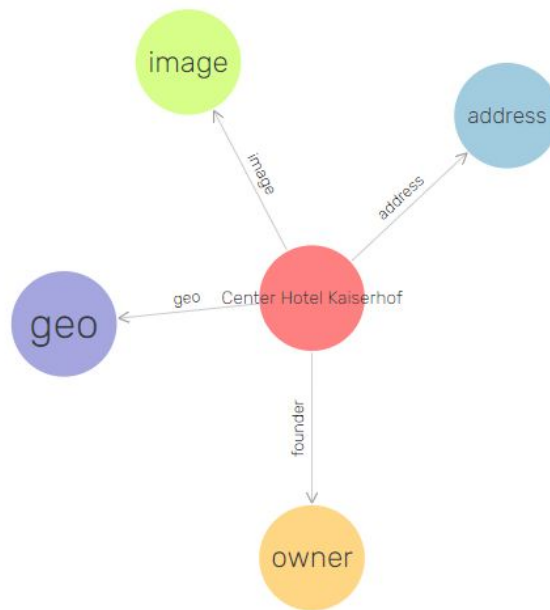 image
address
image
address
geo
geo
Center Hotel Kaiserhof
founder
owner